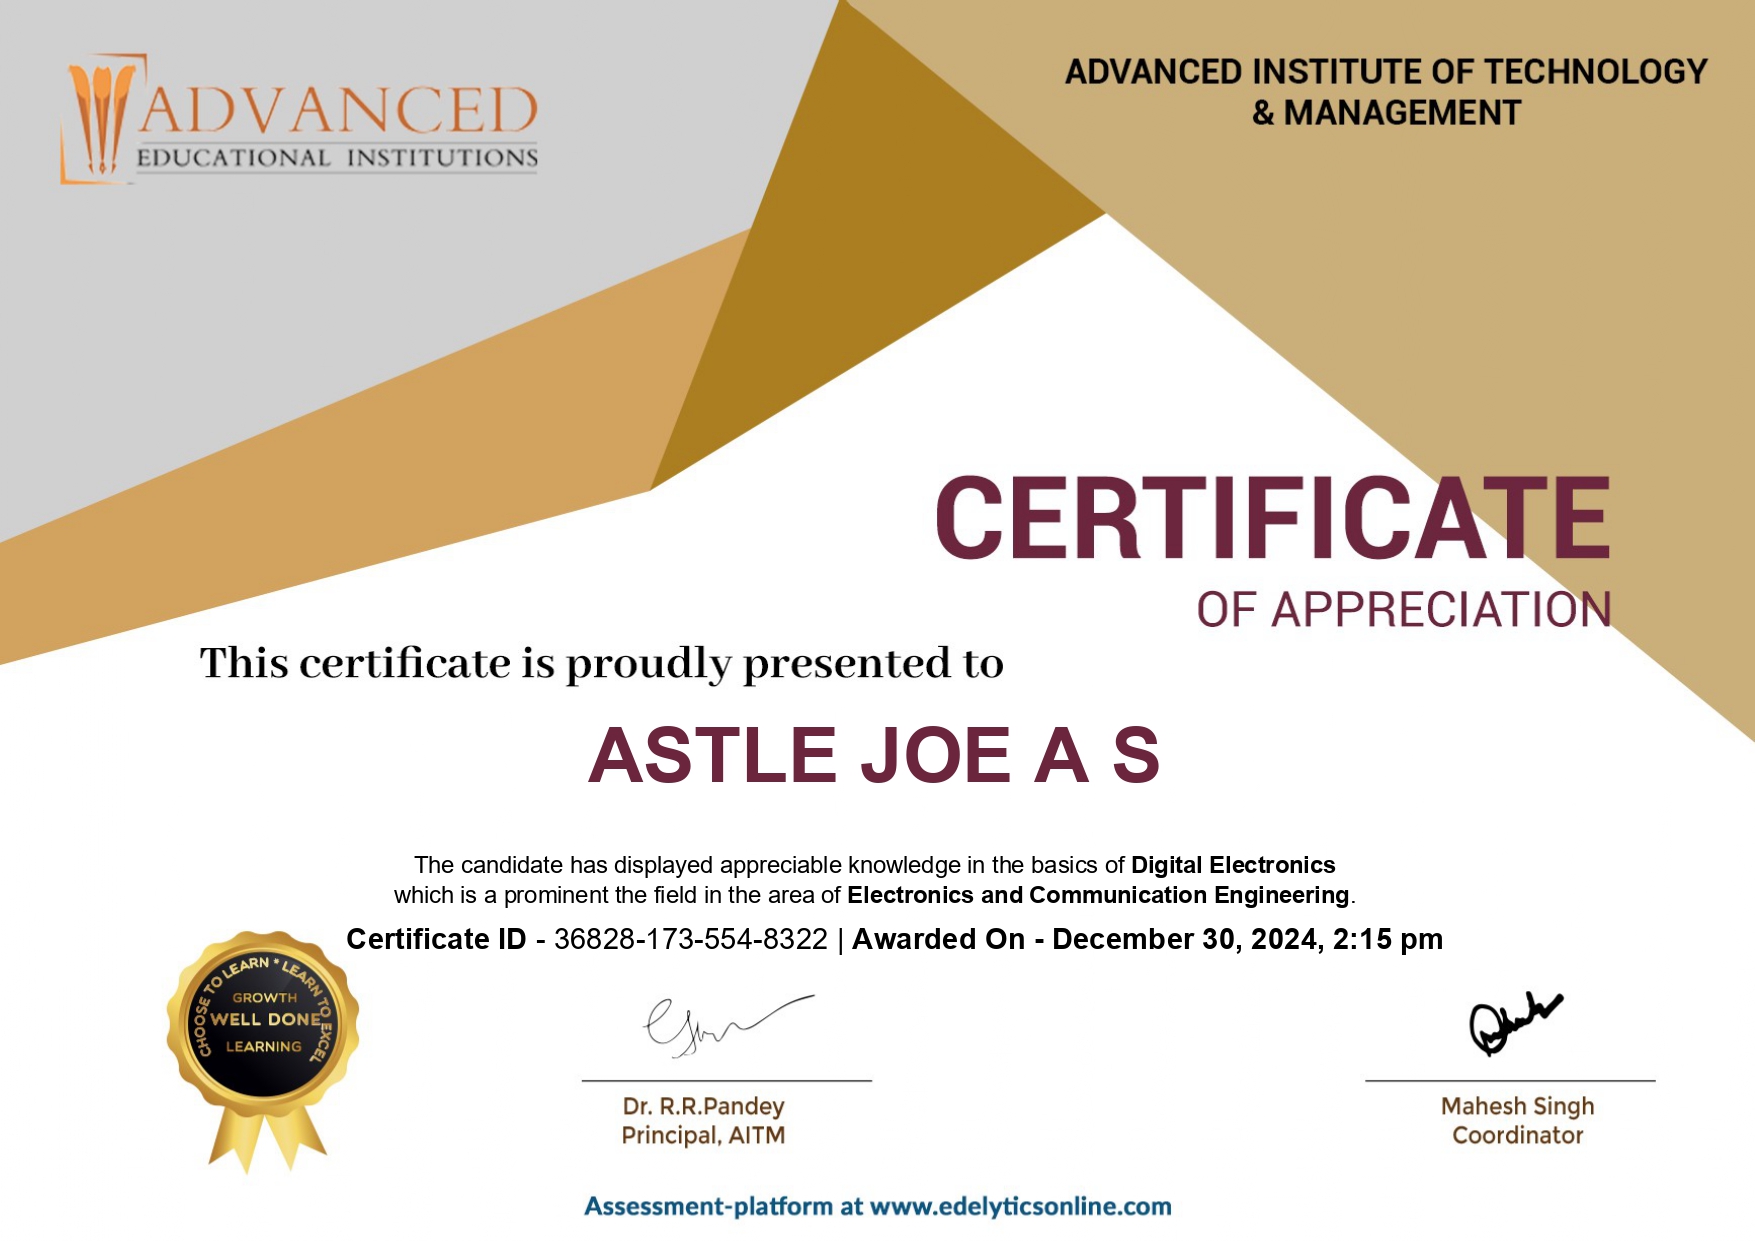 ADVANCED
EDUCATIONAL INSTITUTIONS
ADVANCED INSTITUTE OF TECHNOLOGY
& MANAGEMENT
CERTIFICATE
OF APPRECIATION
This certificate is proudly presented to
ASTLE JOE A S
The candidate has displayed appreciable knowledge in the basics of Digital Electronics
which is a prominent the field in the area of Electronics and Communication Engineering.
Certificate ID - 36828-173-554-8322 | Awarded On - December 30, 2024, 2:15 pm
CHOOSE TO LEARN * LEARN TO EXCEL
GROWTH
WELL DONE
LEARNING
Dr. R.R.Pandey
Principal, AITM
Mahesh Singh
Coordinator
Assessment-platform at www.edelyticsonline.com